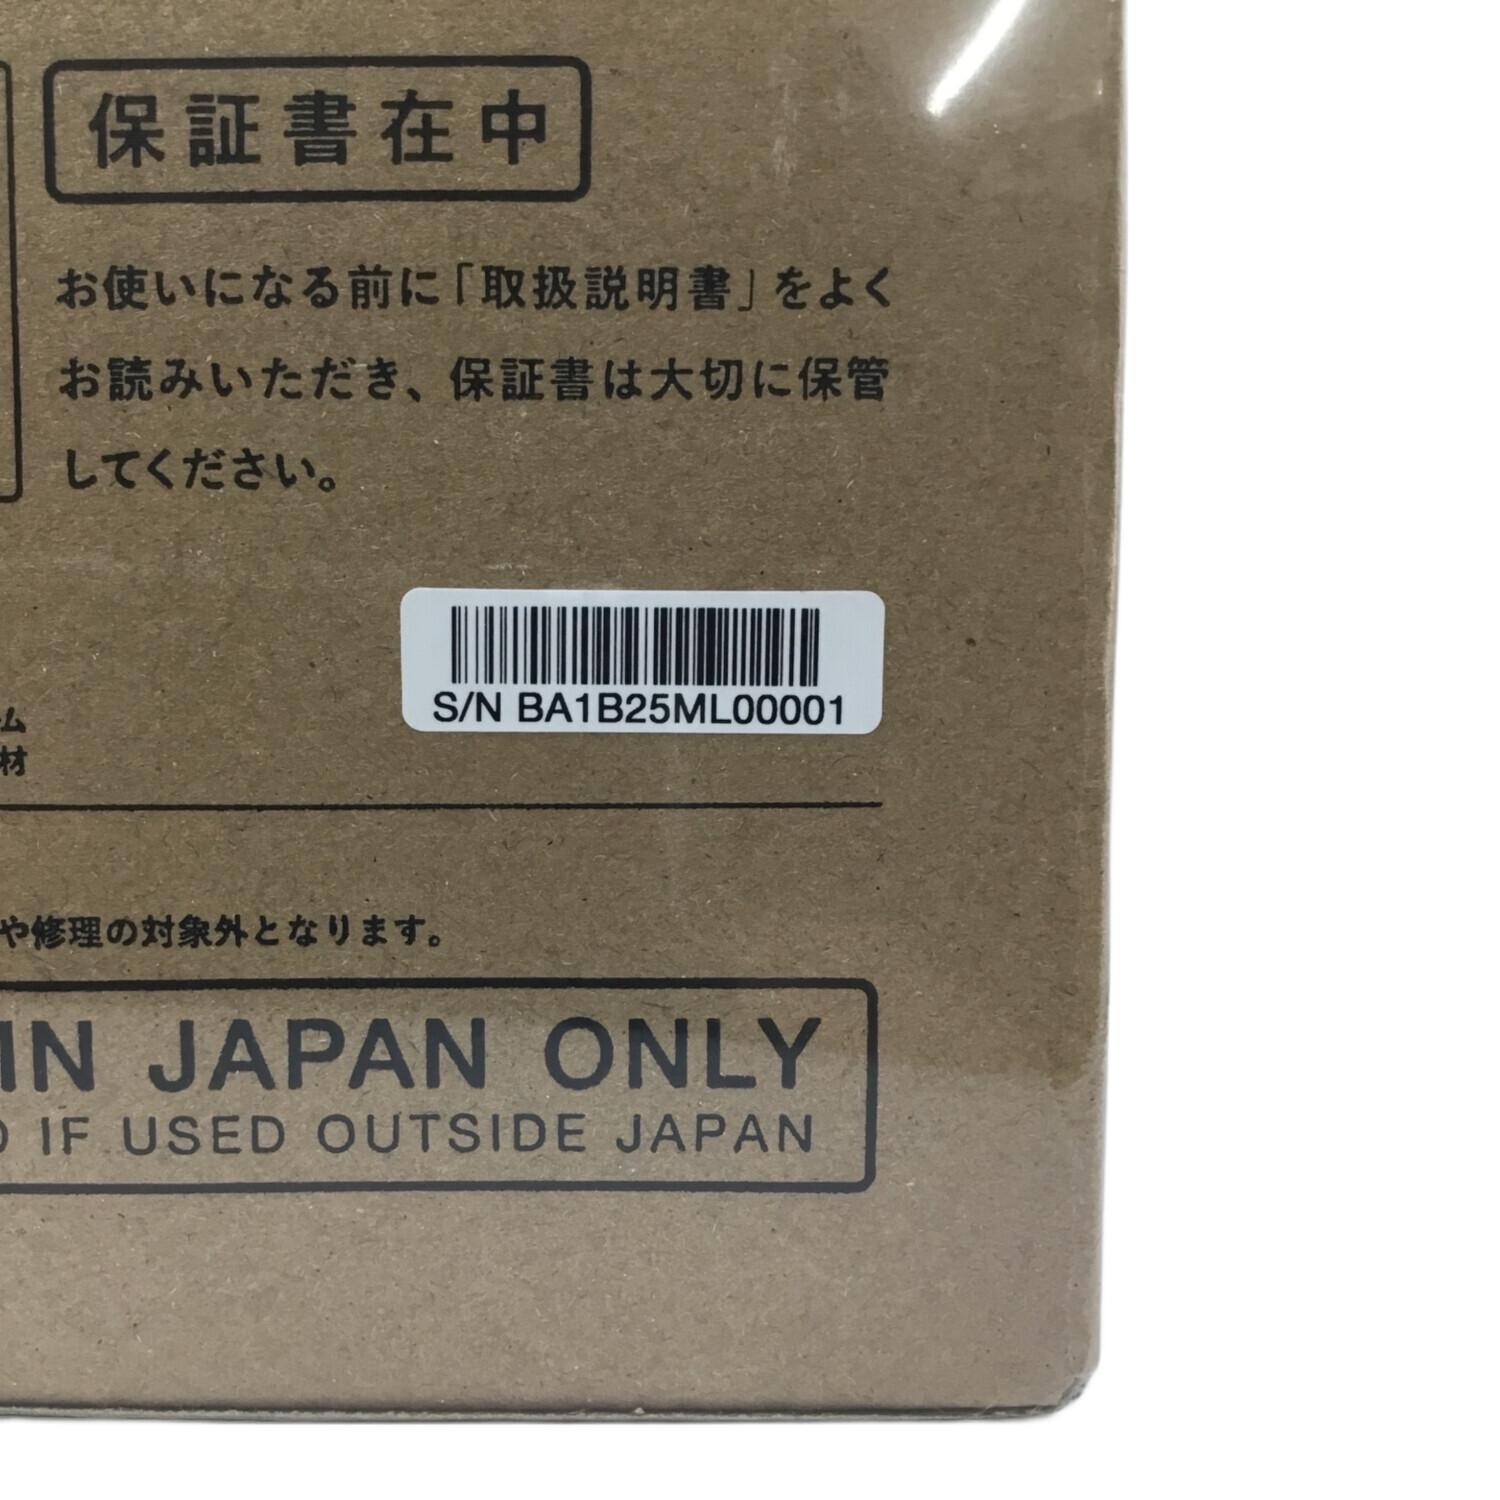 保証書在中
お使いになる前に「取扱説明書」をよく
お読みいただき、保証書は大切に保管
してください。
S/N BA1B25ML00001
ム
材
や修理の対象外となります。
IN JAPAN ONLY
IF USED OUTSIDE JAPAN